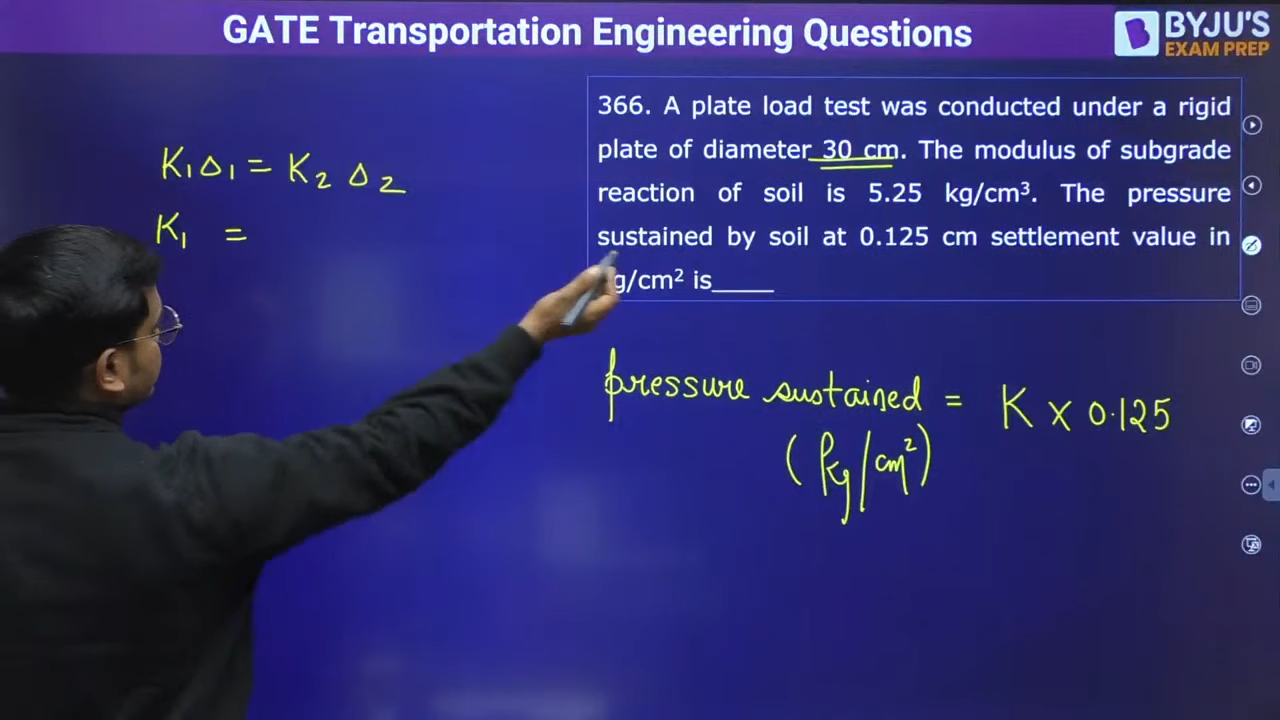 GATE Transportation Engineering Questions
BYJU'S
EXAM PREP
366. A plate load test was conducted under a rigid
plate of diameter 30 cm. The modulus of subgrade
reaction of soil is 5.25 kg/cm³. The pressure
sustained by soil at 0.125 cm settlement value in
g/cm² is_____
K₁Δ₁ = K₂ Δ₂
K₁ =
pressure sustained = K × 0.125
(kg/cm²)